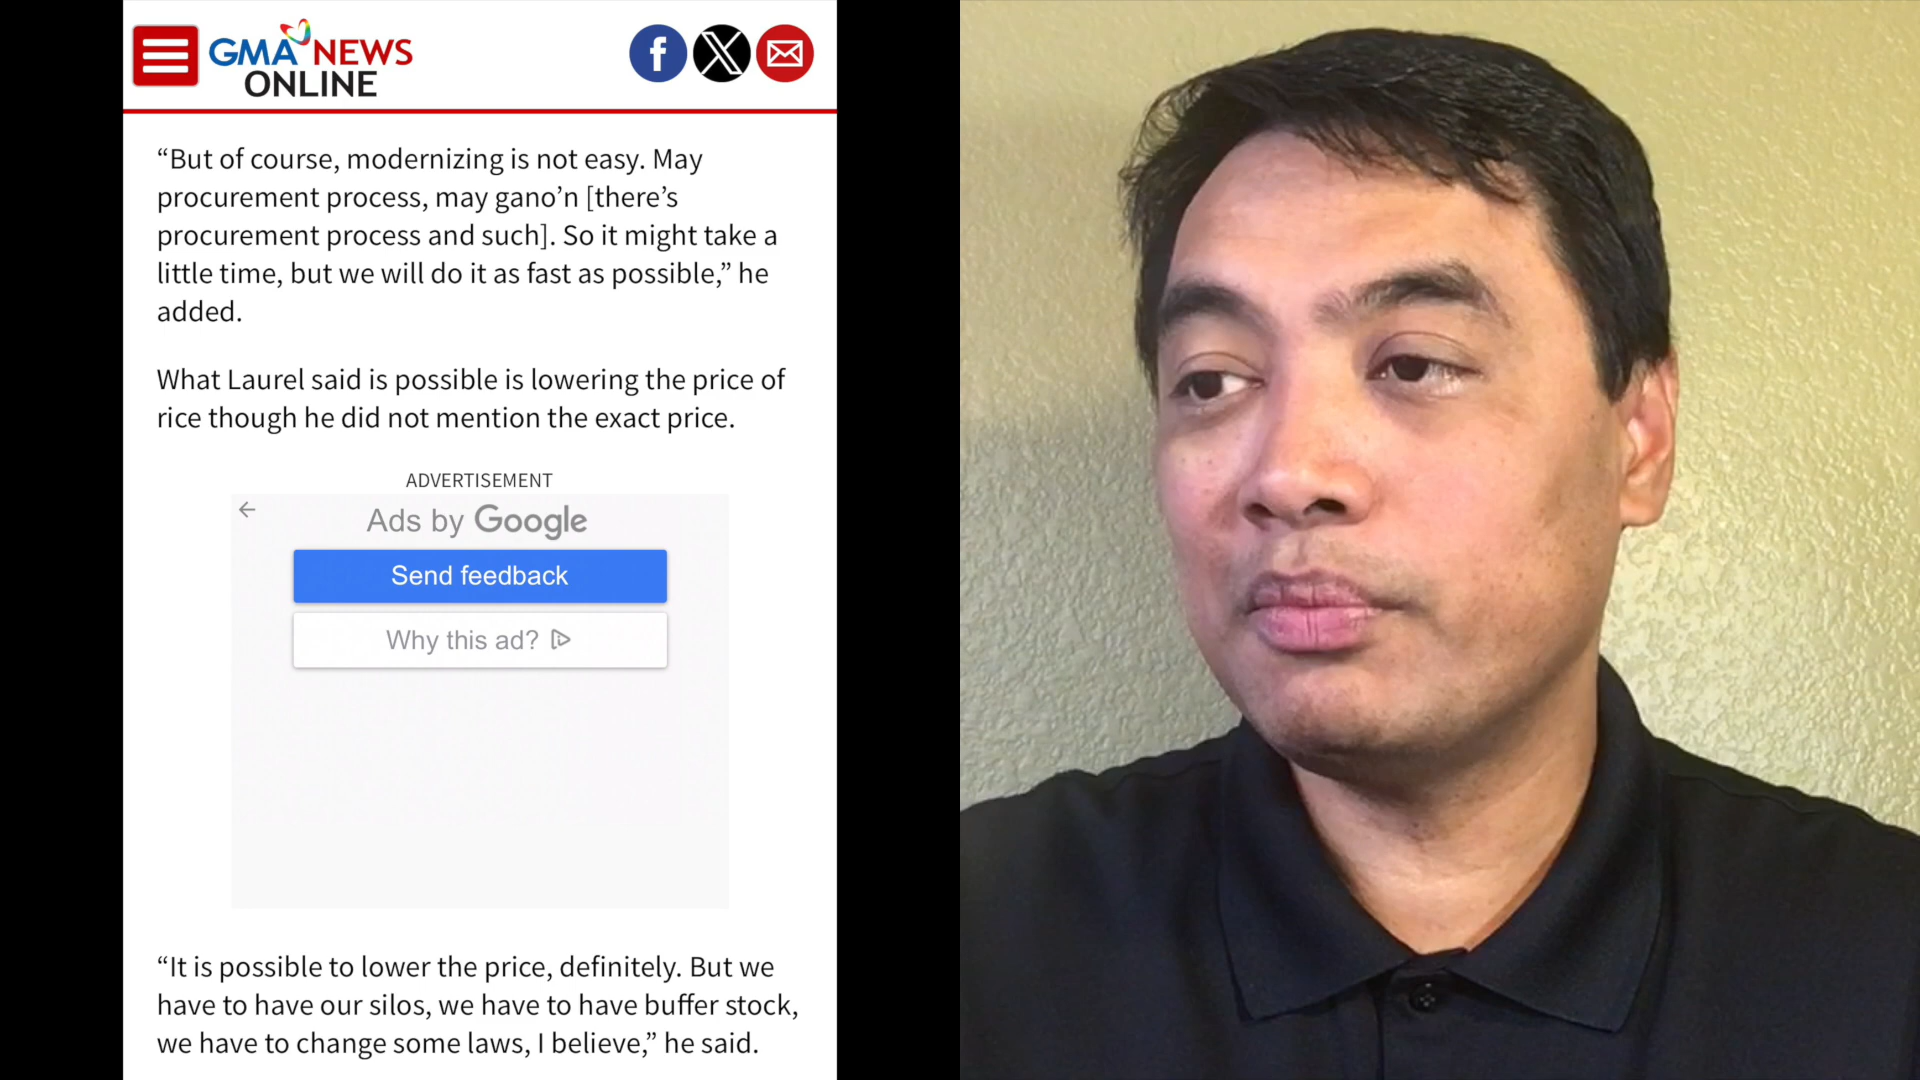 GMA NEWS
ONLINE
“But of course, modernizing is not easy. May
procurement process, may gano’n [there’s
procurement process and such]. So it might take a
little time, but we will do it as fast as possible,” he
added.
What Laurel said is possible is lowering the price of
rice though he did not mention the exact price.
ADVERTISEMENT
Ads by Google
Send feedback
Why this ad?
“It is possible to lower the price, definitely. But we
have to have our silos, we have to have buffer stock,
we have to change some laws, I believe,” he said.